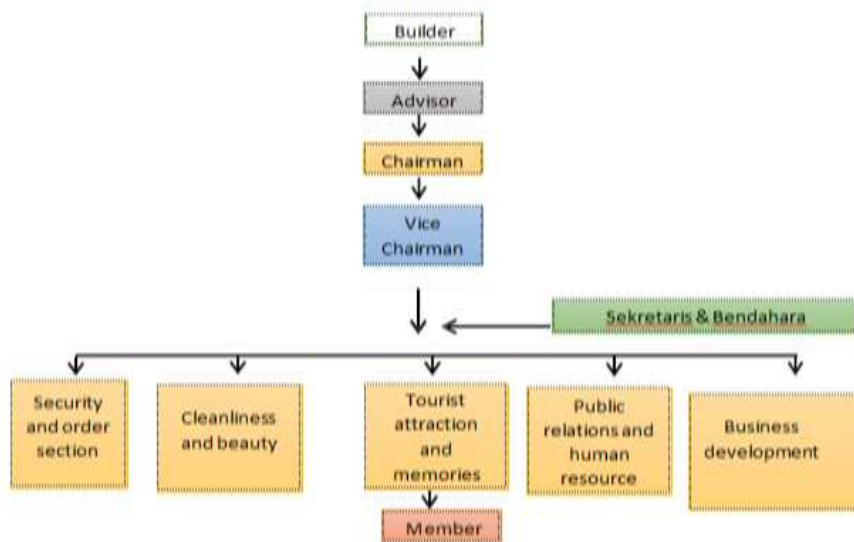 Builder
Advisor
Chairman
Vice
Chairman
Sekretaris & Bendahara
Security
and order
section
Cleanliness
and beauty
Tourist
attraction
and
memories
Public
relations and
human
resource
Business
development
Member